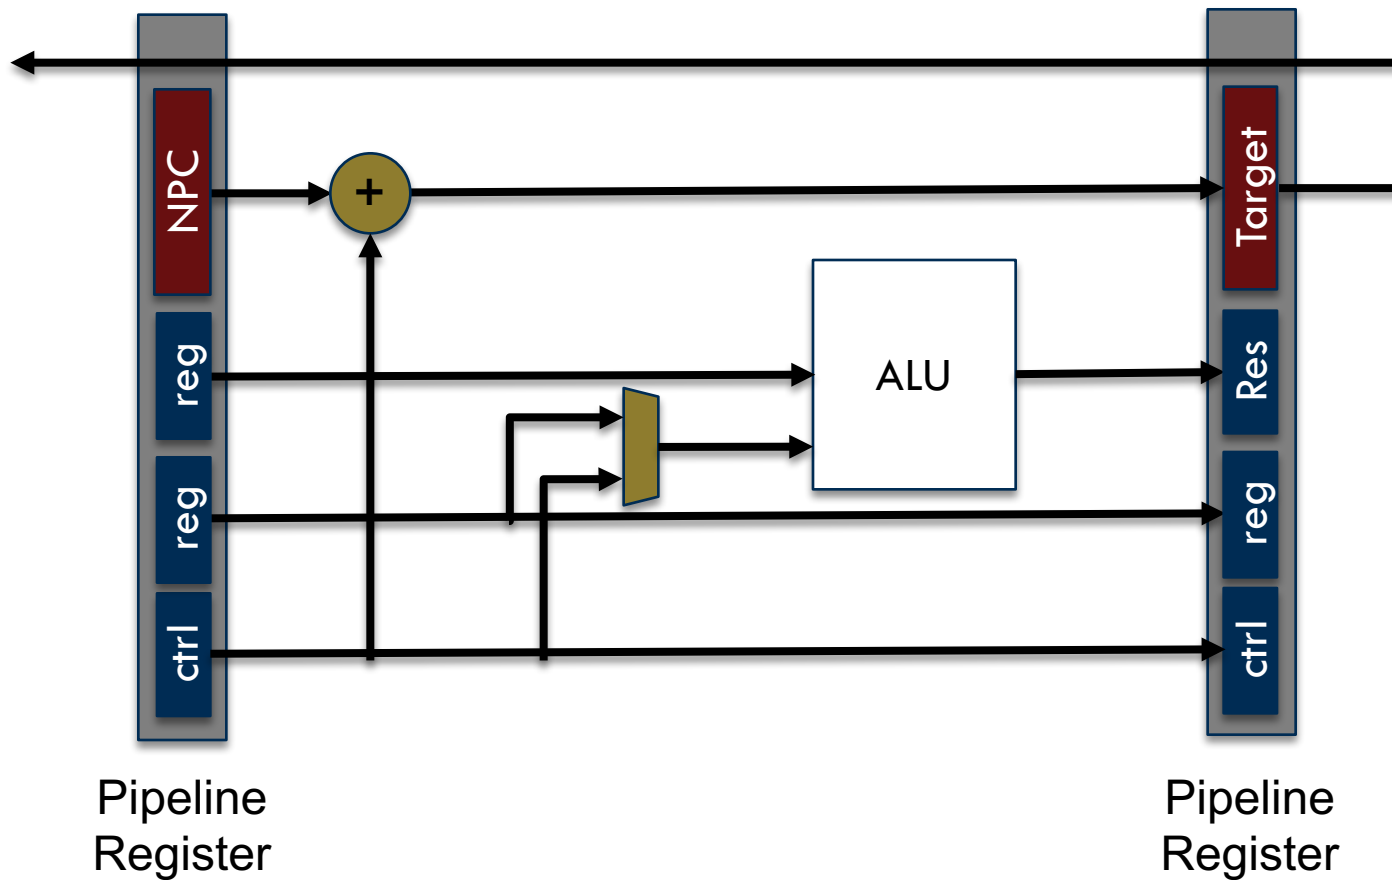 NPC
+
Target
reg
ALU
Res
reg
reg
ctrl
ctrl
Pipeline
Register
Pipeline
Register